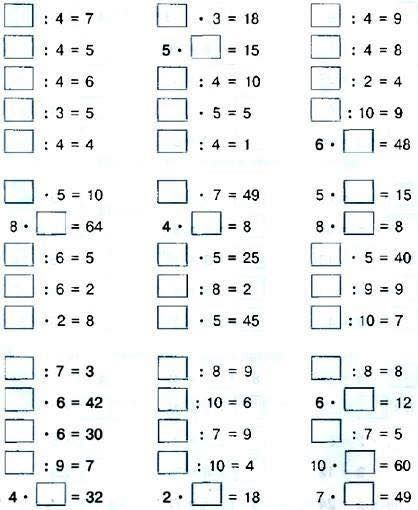 □ : 4 = 7 □ · 3 = 18 □ : 4 = 9
□ : 4 = 5 5 · □ = 15 □ : 4 = 8
□ : 4 = 6 □ : 4 = 10 □ : 2 = 4
□ : 3 = 5 □ · 5 = 5 □ : 10 = 9
□ : 4 = 4 □ : 4 = 1 6 · □ = 48
□ · 5 = 10 □ · 7 = 49 5 · □ = 15
8 · □ = 64 4 · □ = 8 8 · □ = 8
□ : 6 = 5 □ · 5 = 25 □ · 5 = 40
□ : 6 = 2 □ : 8 = 2 □ : 9 = 9
□ · 2 = 8 □ · 5 = 45 □ : 10 = 7
□ : 7 = 3 □ : 8 = 9 □ : 8 = 8
□ · 6 = 42 □ : 10 = 6 6 · □ = 12
□ · 6 = 30 □ : 7 = 9 □ : 7 = 5
□ : 9 = 7 □ : 10 = 4 10 · □ = 60
4 · □ = 32 2 · □ = 18 7 · □ = 49